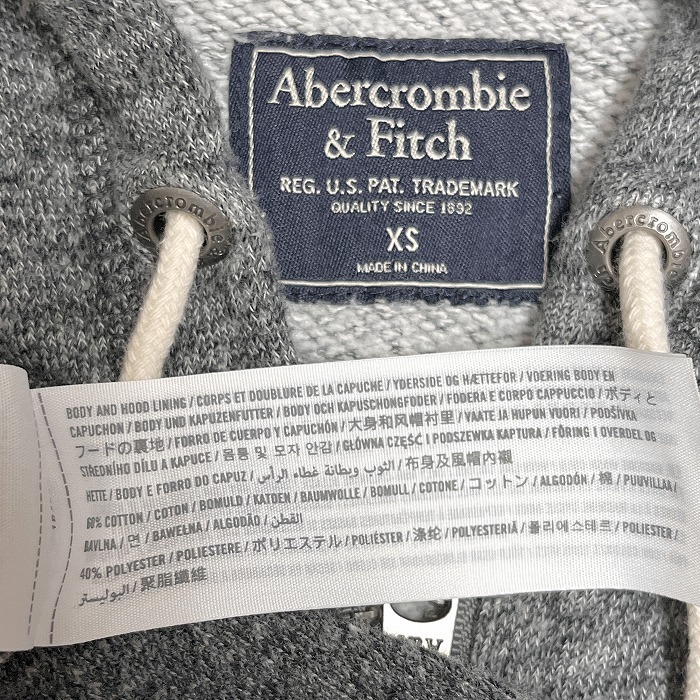 Abercrombie
& Fitch
REG. U.S. PAT. TRADEMARK
QUALITY SINCE 1892
XS
MADE IN CHINA
Abercrombie
Abercrombie
BODY AND HOOD LINING / CORPS ET DOUBLURE DE LA CAPUCHE / YDERSIDE OG HÆTTEFOR / VOERING BODY EN
CAPUCHON / BODY UND KAPUZENFUTTER / BODY OCH KAPUSCHONGFODER / FODERA E CORPO CAPPUCCIO / ボディと
フードの裏地 / FORRO DE CUERPO Y CAPUCHÓN / 大身和风帽衬里 / VAATE JA HUPUN VUORI / PODŠÍVKA
STŘEDNÍHO DÍLU A KAPUCE / 몸통 및 모자 안감 / GŁÓWNA CZĘŚĆ I PODSZEWKA KAPTURA / FÔRING I OVERDEL OG
HETTE / BODY E FORRO DO CAPUZ / الثوب وبطانة غطاء الرأس / 布身及風帽內襯
60% COTTON / COTON / BOMULD / KATOEN / BAUMWOLLE / BOMULL / COTONE / コットン / ALGODÓN / 棉 / PUUVILLAA /
BAVLNA / 면 / BAWEŁNA / ALGODÃO / القطن
40% POLYESTER / POLIESTERE / ポリエステル / POLIÉSTER / 涤纶 / POLYESTERIÄ / 폴리에스테르 / POLIESTER /
البوليستر / 聚脂纖維